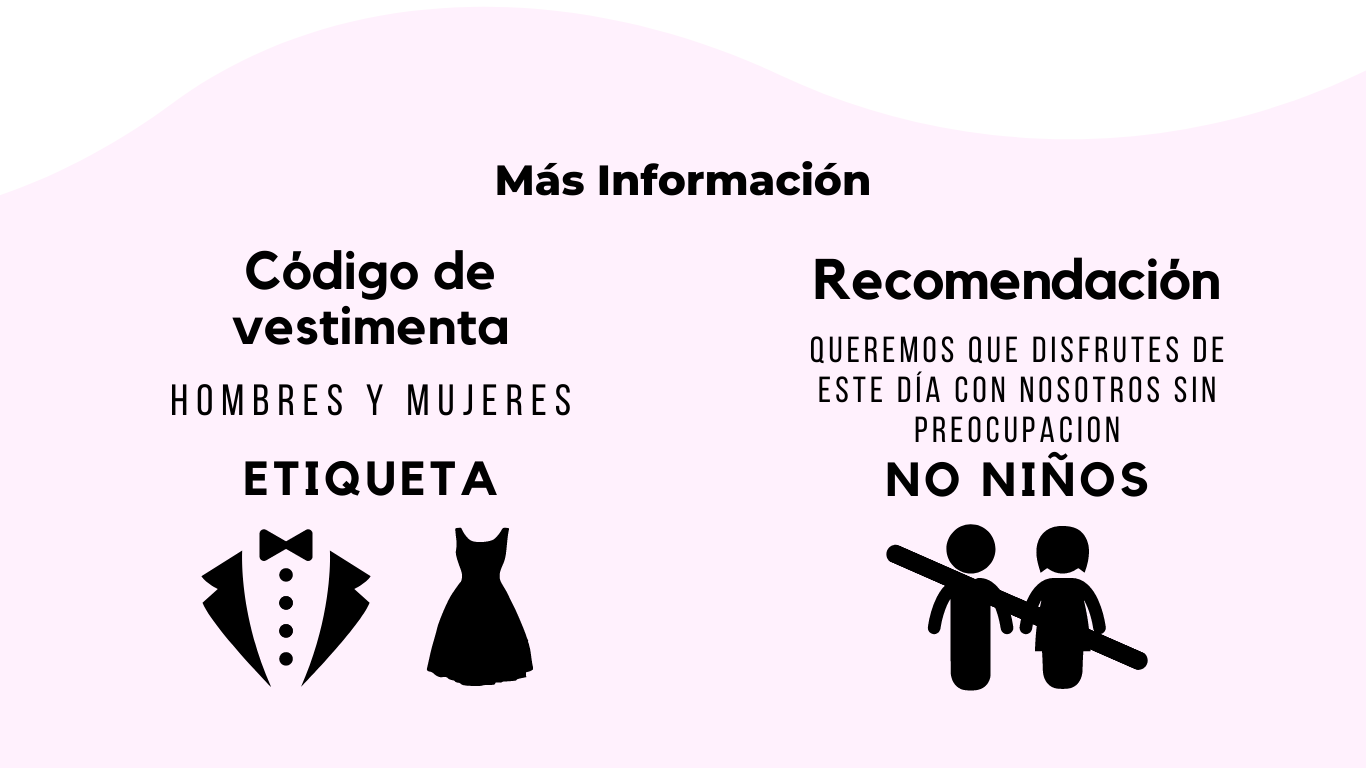 Más Información
Código de
vestimenta
HOMBRES Y MUJERES
ETIQUETA
Recomendación
QUEREMOS QUE DISFRUTES DE
ESTE DÍA CON NOSOTROS SIN
PREOCUPACION
NO NIÑOS